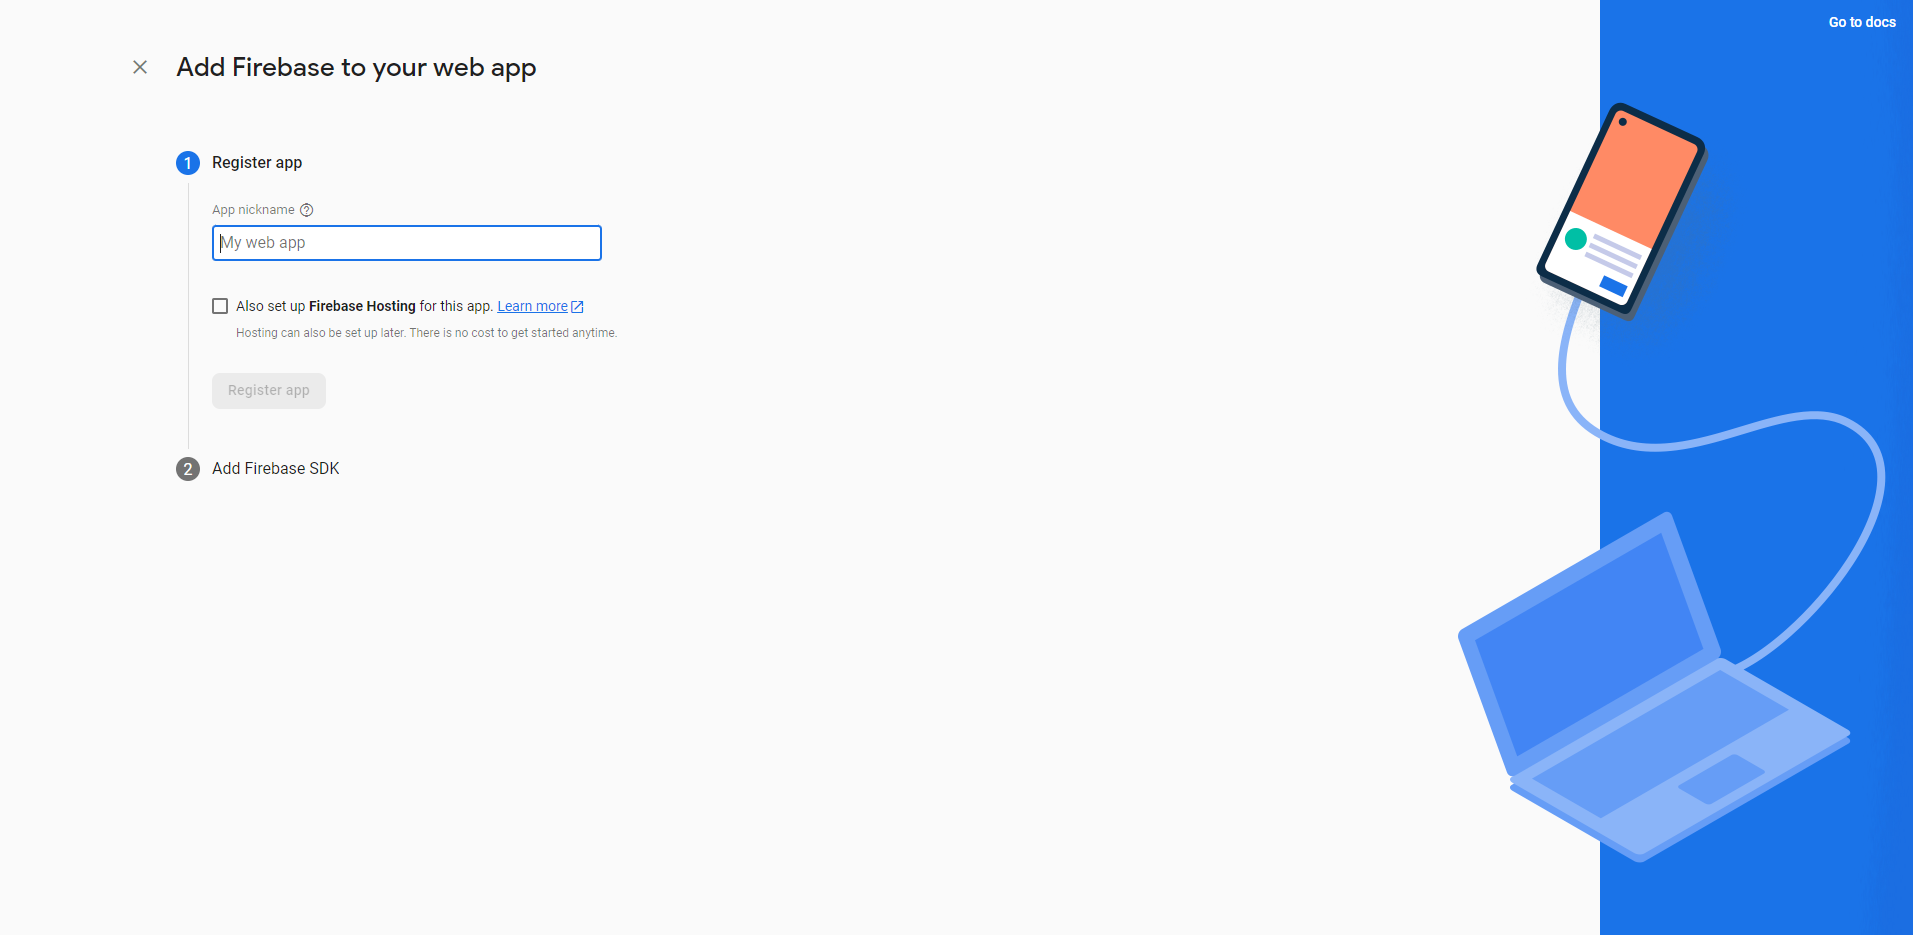 Go to docs
Add Firebase to your web app
1 Register app
App nickname ?
My web app
Also set up Firebase Hosting for this app. Learn more
Hosting can also be set up later. There is no cost to get started anytime.
Register app
2 Add Firebase SDK